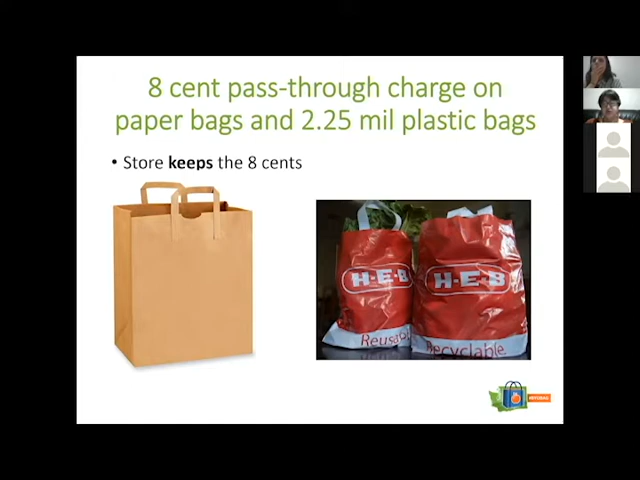 8 cent pass-through charge on
paper bags and 2.25 mil plastic bags
• Store keeps the 8 cents
H-E-B
H-E-B
Reusabl
Recyclable.